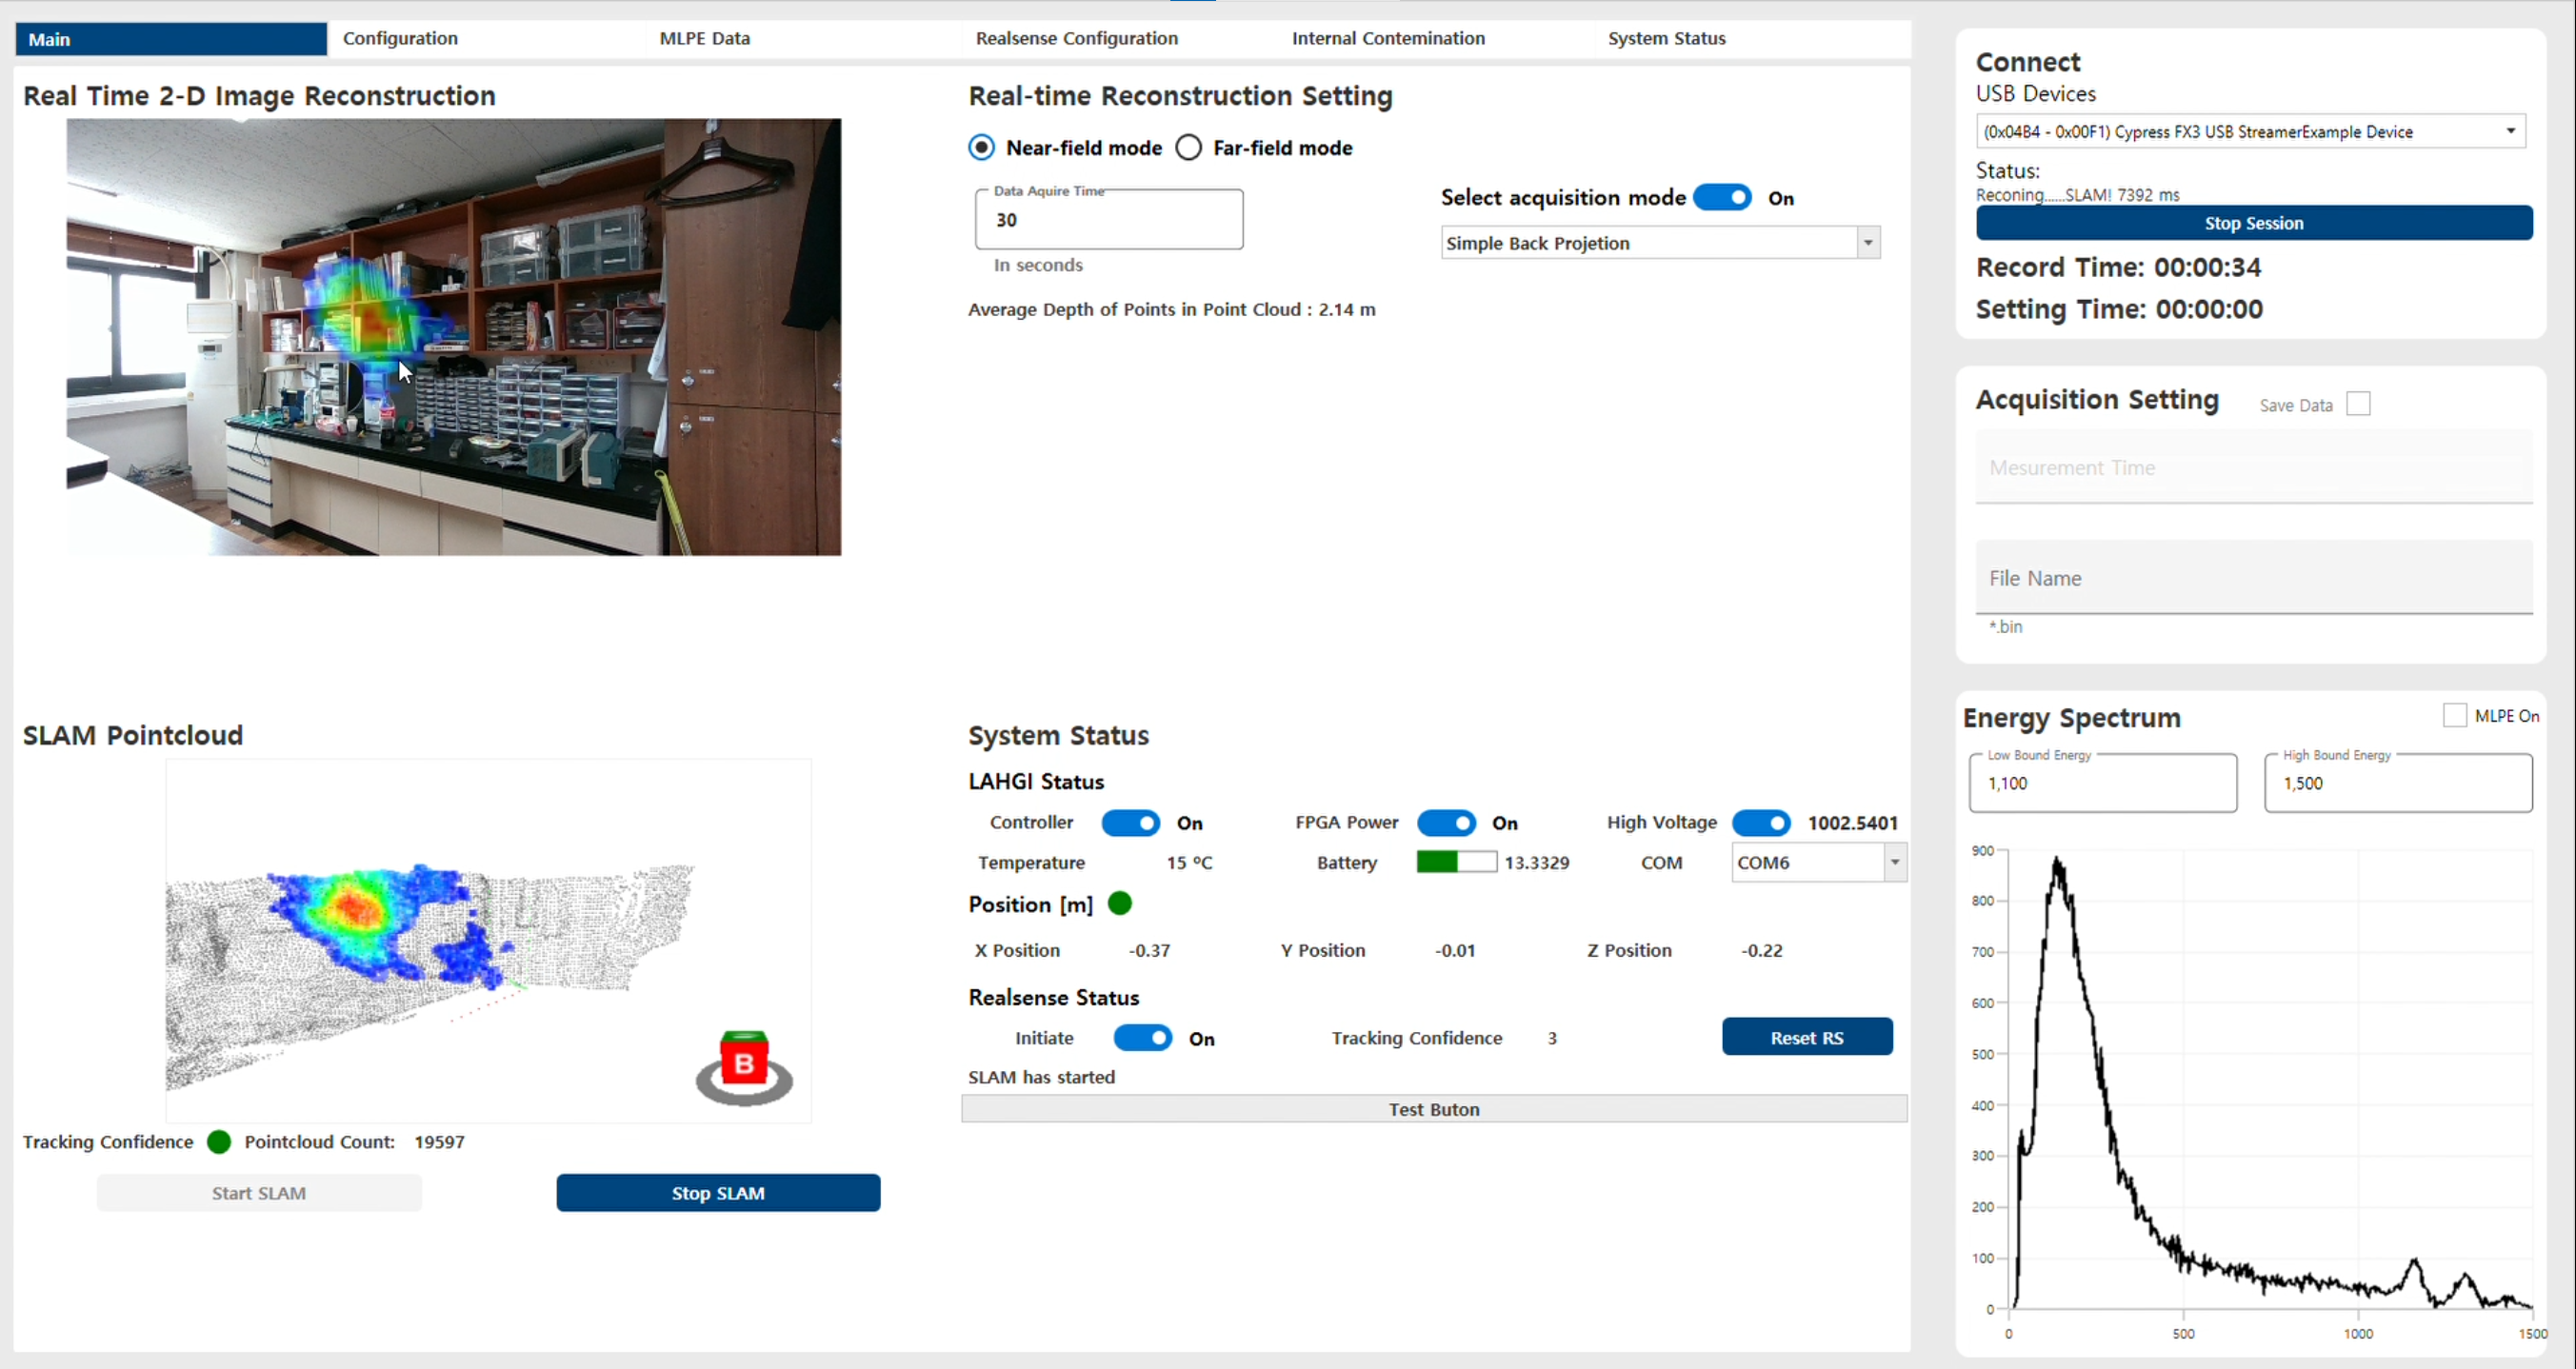 Main
Configuration
MLPE Data
Realsense Configuration
Internal Contemination
System Status
Real Time 2-D Image Reconstruction
Real-time Reconstruction Setting
Near-field mode
Far-field mode
Data Aquire Time
30
In seconds
Select acquisition mode
On
Simple Back Projetion
Average Depth of Points in Point Cloud : 2.14 m
SLAM Pointcloud
B
Tracking Confidence
Pointcloud Count: 19597
Start SLAM
Stop SLAM
System Status
LAHGI Status
Controller
On
FPGA Power
On
High Voltage
1002.5401
Temperature
15 ºC
Battery
13.3329
COM
COM6
Position [m]
X Position
-0.37
Y Position
-0.01
Z Position
-0.22
Realsense Status
Initiate
On
Tracking Confidence
3
Reset RS
SLAM has started
Test Buton
Connect
USB Devices
(0x04B4 - 0x00F1) Cypress FX3 USB StreamerExample Device
Status:
Reconing.....SLAM! 7392 ms
Stop Session
Record Time: 00:00:34
Setting Time: 00:00:00
Acquisition Setting
Save Data
Mesurement Time
File Name
*.bin
Energy Spectrum
MLPE On
Low Bound Energy
1,100
High Bound Energy
1,500
900
800
700
600
500
400
300
200
100
0
0
500
1000
1500